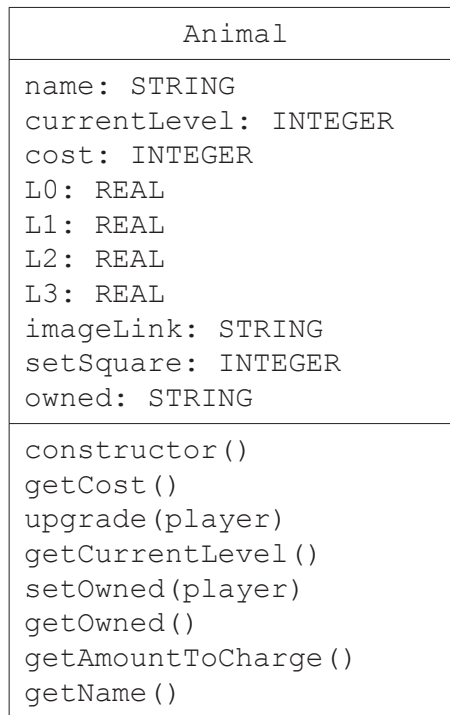 Animal
name: STRING
currentLevel: INTEGER
cost: INTEGER
L0: REAL
L1: REAL
L2: REAL
L3: REAL
imageLink: STRING
setSquare: INTEGER
owned: STRING
constructor()
getCost()
upgrade(player)
getCurrentLevel()
setOwned(player)
getOwned()
getAmountToCharge()
getName()